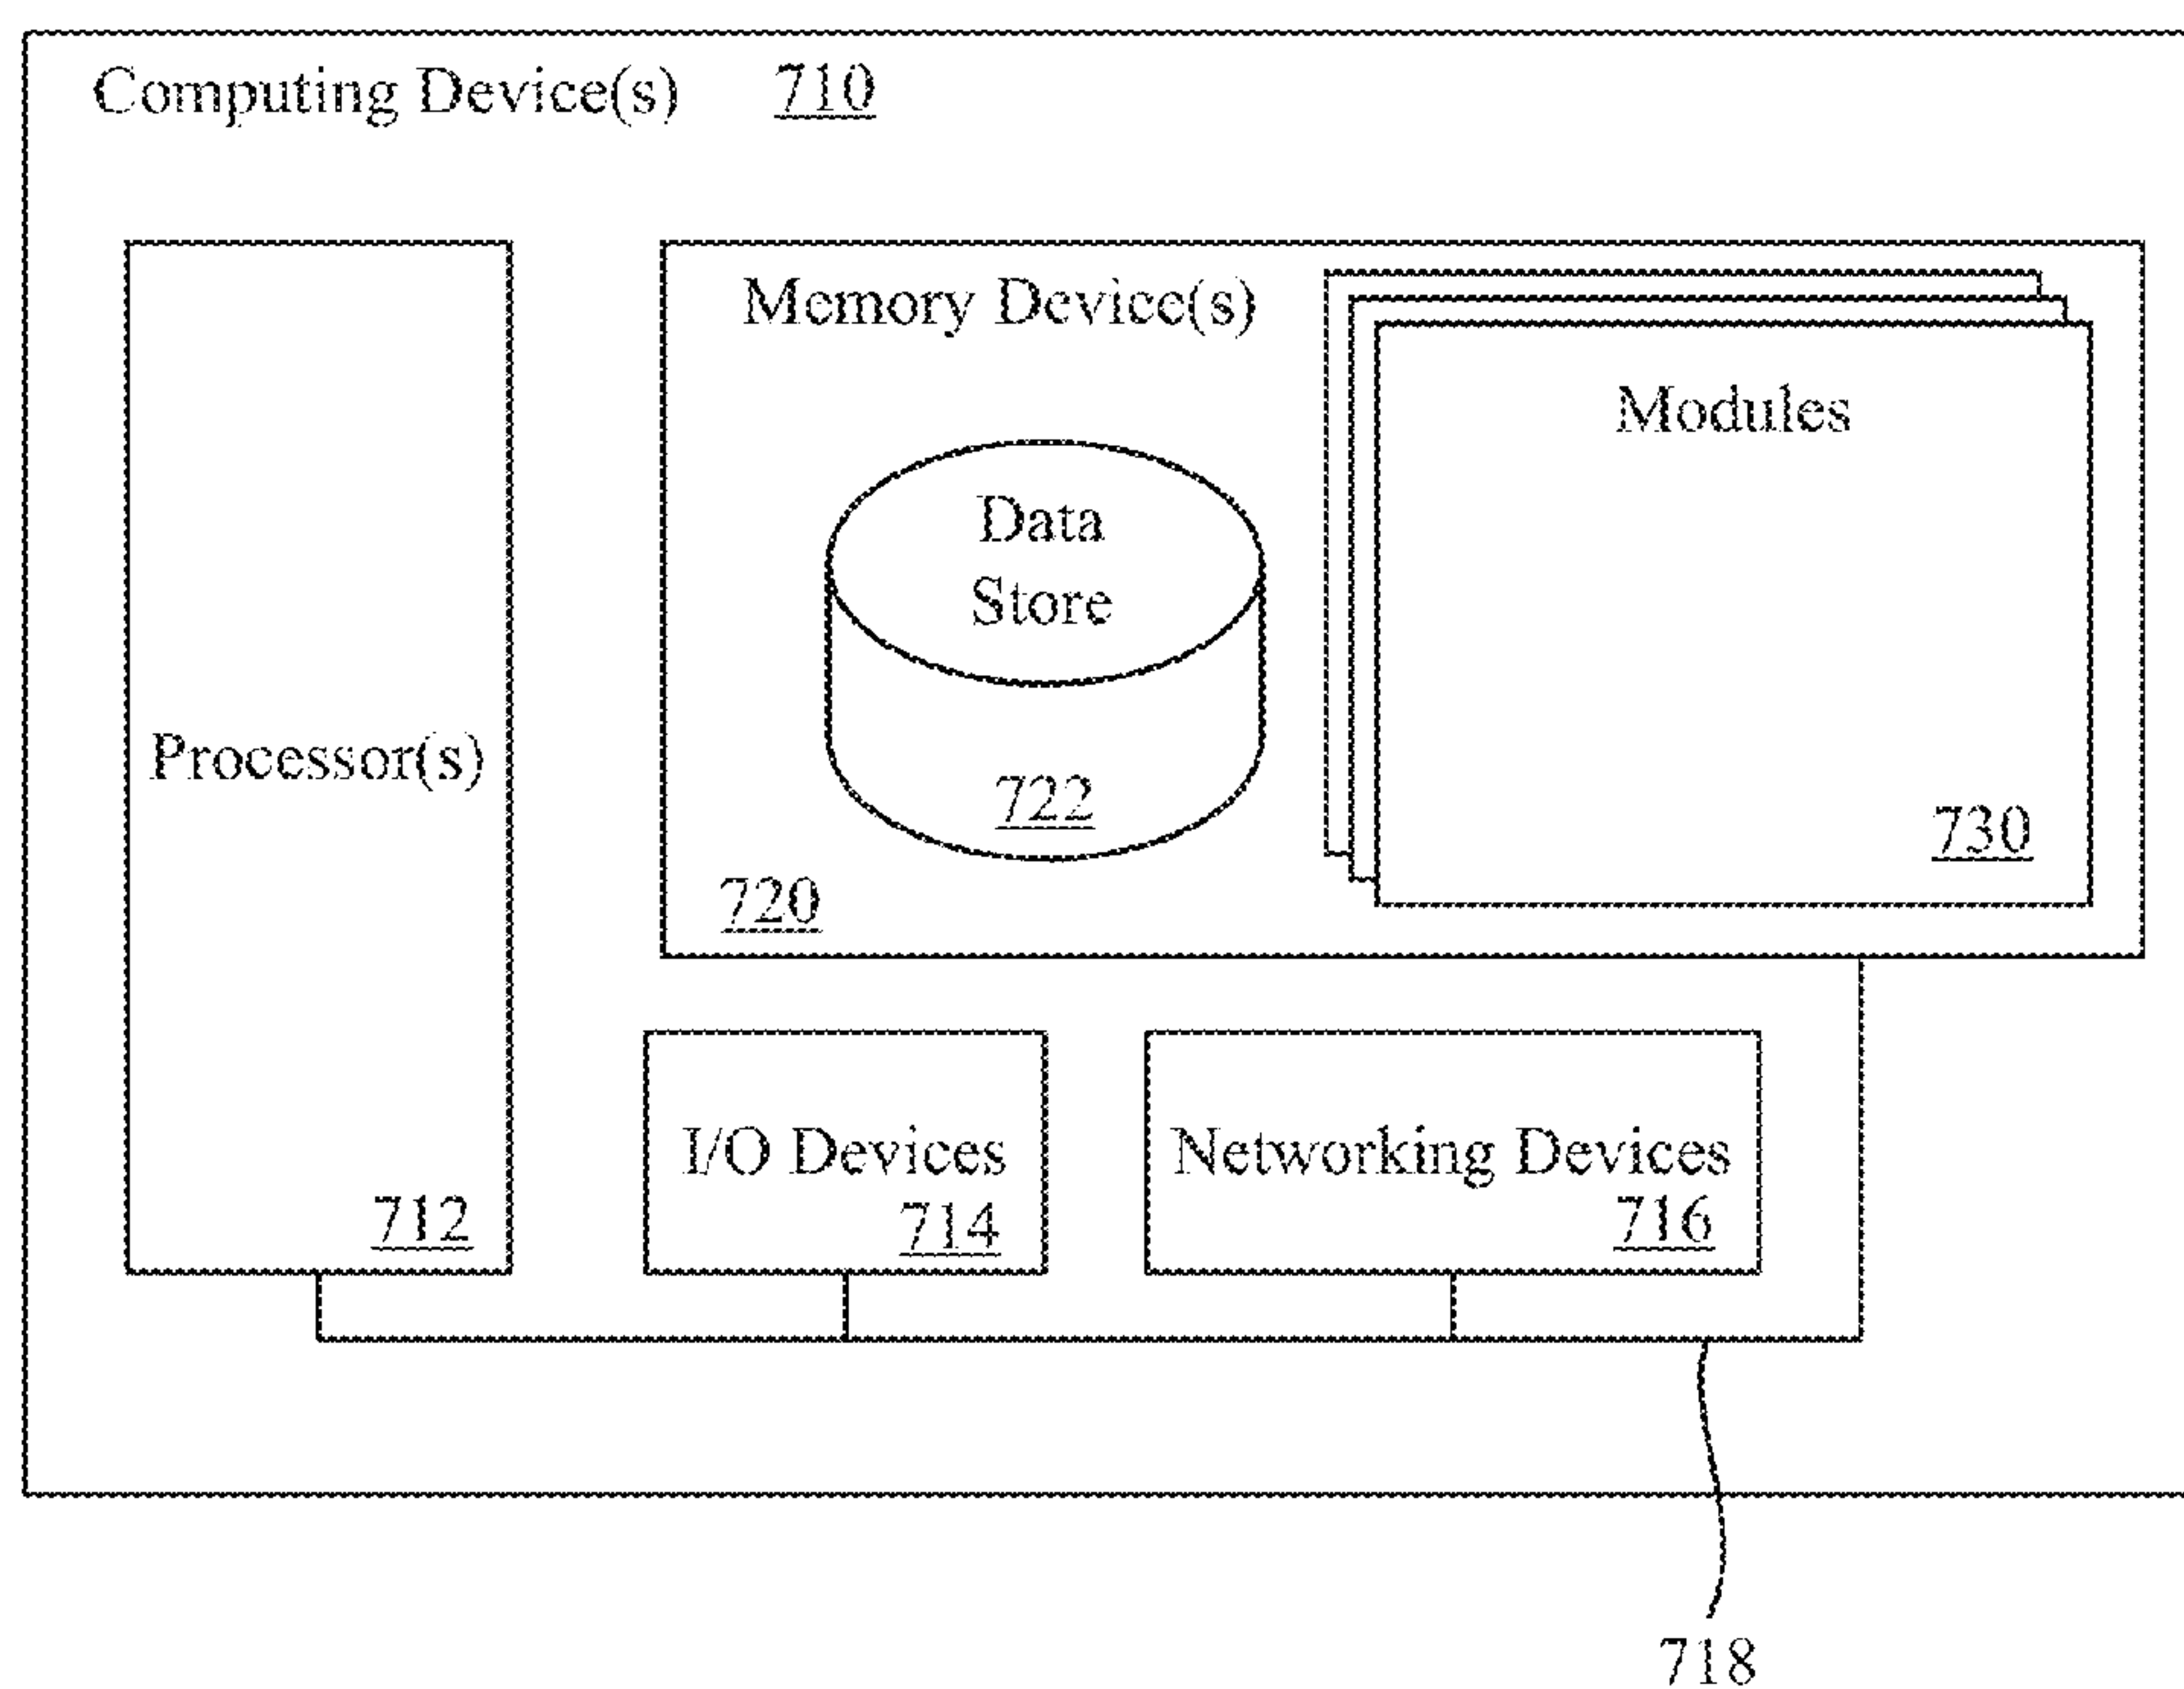 Computing Device(s) 710
Memory Device(s)
Modules
Data
Store
Processor(s)
722
730
720
I/O Devices
Networking Devices
712
714
716
718